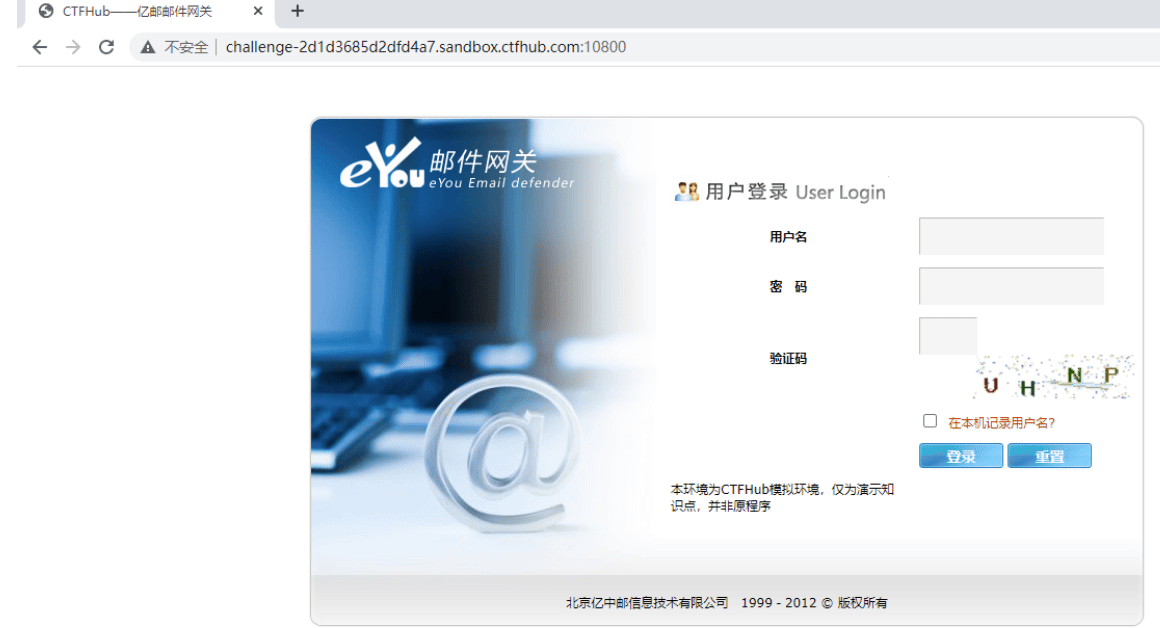 CTFHub——亿邮邮件网关
不安全 | challenge-2d1d3685d2dfd4a7.sandbox.ctfhub.com:10800
eYou 邮件网关
eYou Email defender
用户登录 User Login
用户名
密 码
验证码
U H N P
在本机记录用户名?
登录 重置
本环境为CTFHub模拟环境，仅为演示知
识点，并非原程序
北京亿中邮信息技术有限公司 1999 - 2012 © 版权所有